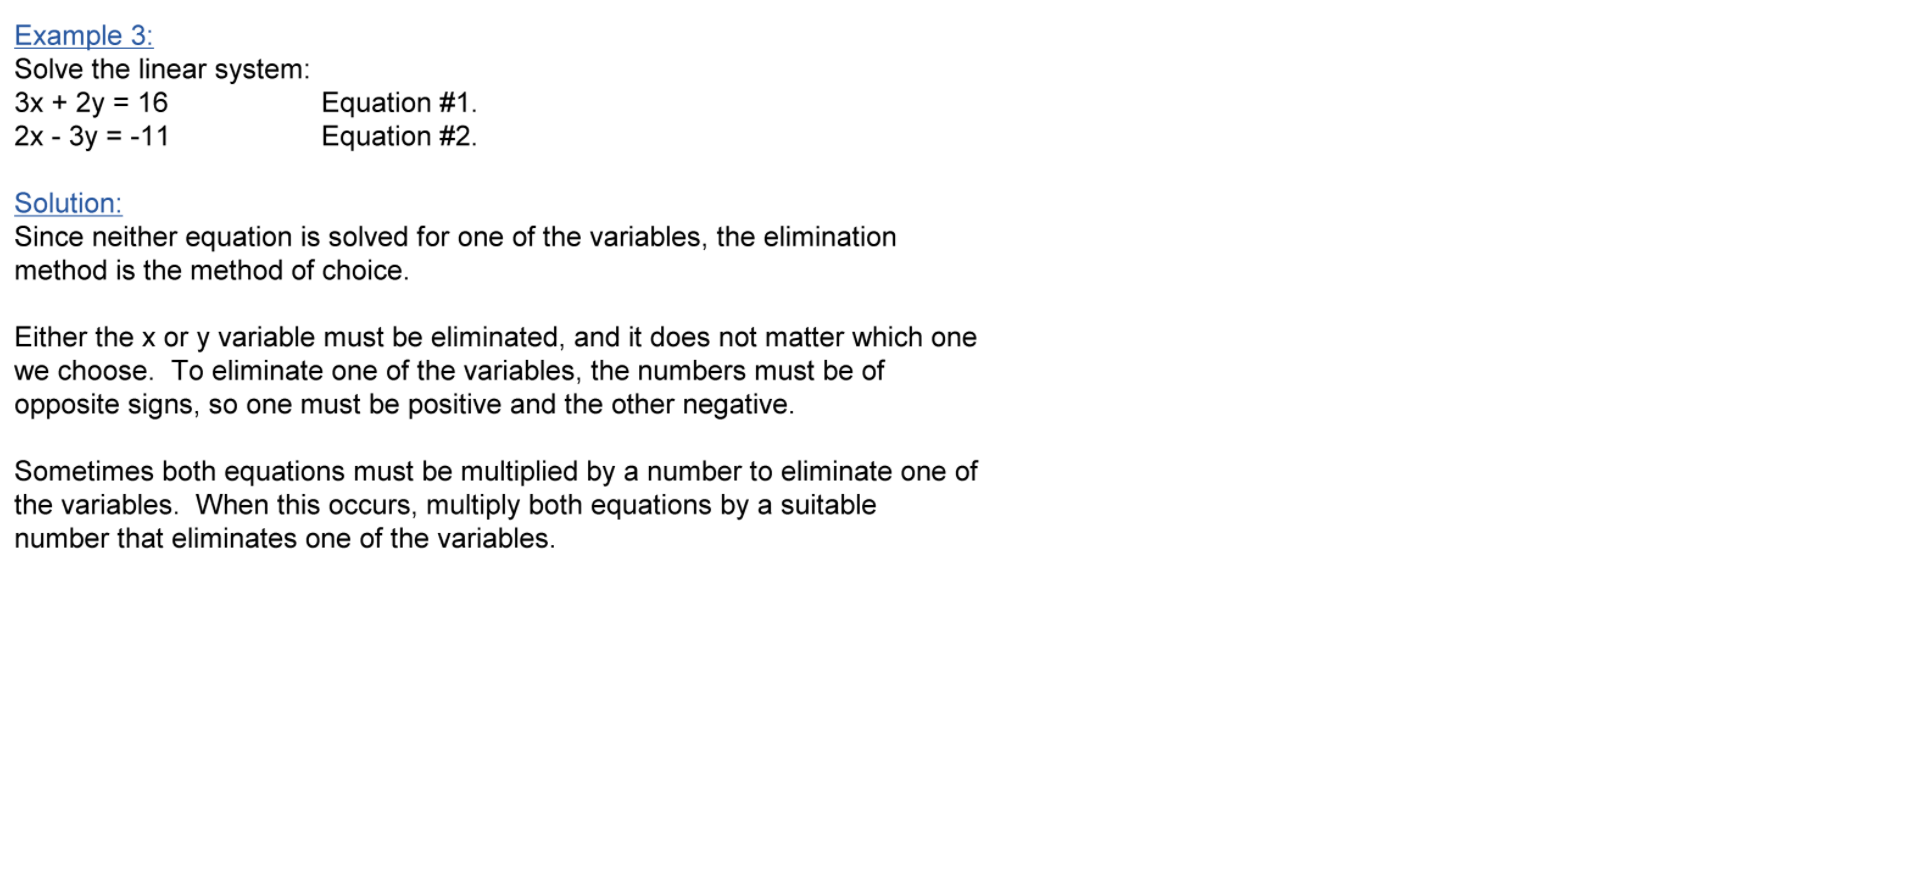 Example 3:
Solve the linear system:
3x + 2y = 16 Equation #1.
2x - 3y = -11 Equation #2.
Solution:
Since neither equation is solved for one of the variables, the elimination
method is the method of choice.
Either the x or y variable must be eliminated, and it does not matter which one
we choose.  To eliminate one of the variables, the numbers must be of
opposite signs, so one must be positive and the other negative.
Sometimes both equations must be multiplied by a number to eliminate one of
the variables.  When this occurs, multiply both equations by a suitable
number that eliminates one of the variables.